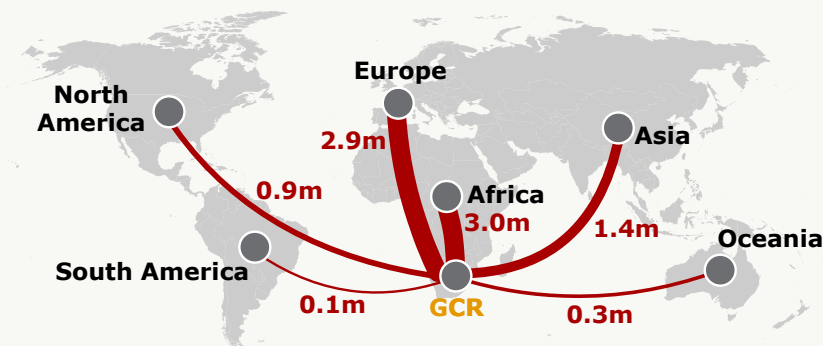 Europe
North
America
2.9m
Asia
0.9m
Africa
3.0m
1.4m
Oceania
South America
0.1m
GCR
0.3m